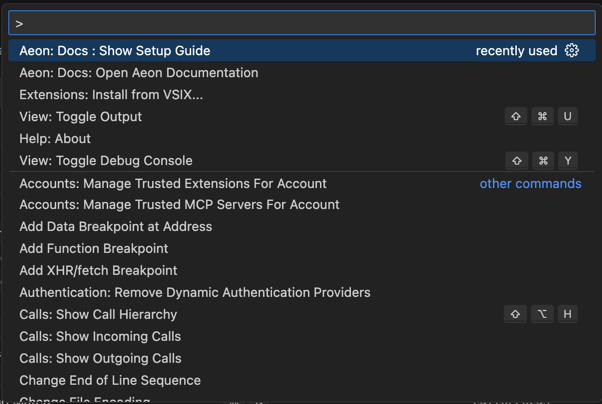 >
Aeon: Docs : Show Setup Guide recently used
Aeon: Docs: Open Aeon Documentation
Extensions: Install from VSIX...
View: Toggle Output ⇧ ⌘ U
Help: About
View: Toggle Debug Console ⇧ ⌘ Y
Accounts: Manage Trusted Extensions For Account other commands
Accounts: Manage Trusted MCP Servers For Account
Add Data Breakpoint at Address
Add Function Breakpoint
Add XHR/fetch Breakpoint
Authentication: Remove Dynamic Authentication Providers
Calls: Show Call Hierarchy ⇧ ⌥ H
Calls: Show Incoming Calls
Calls: Show Outgoing Calls
Change End of Line Sequence
Change File Encoding